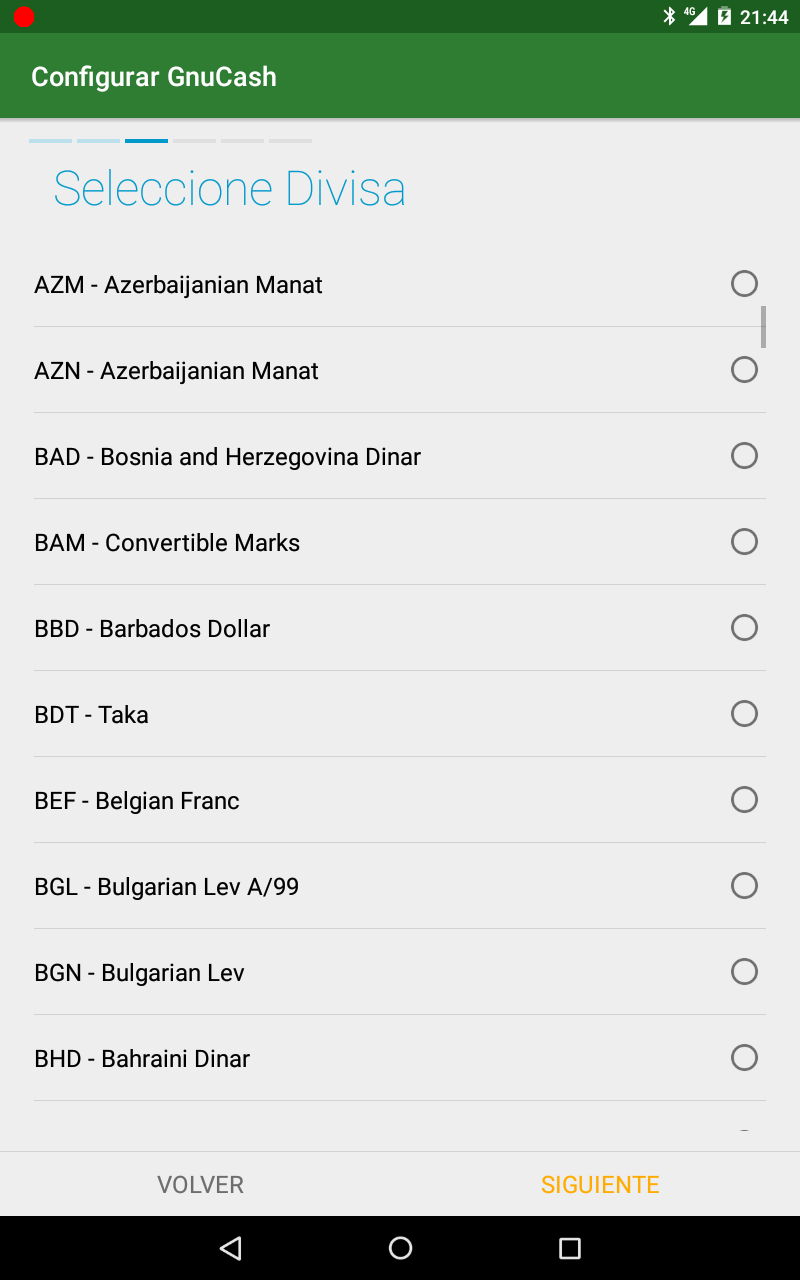 4G 21:44
Configurar GnuCash
Seleccione Divisa
AZM - Azerbaijanian Manat
AZN - Azerbaijanian Manat
BAD - Bosnia and Herzegovina Dinar
BAM - Convertible Marks
BBD - Barbados Dollar
BDT - Taka
BEF - Belgian Franc
BGL - Bulgarian Lev A/99
BGN - Bulgarian Lev
BHD - Bahraini Dinar
VOLVER SIGUIENTE